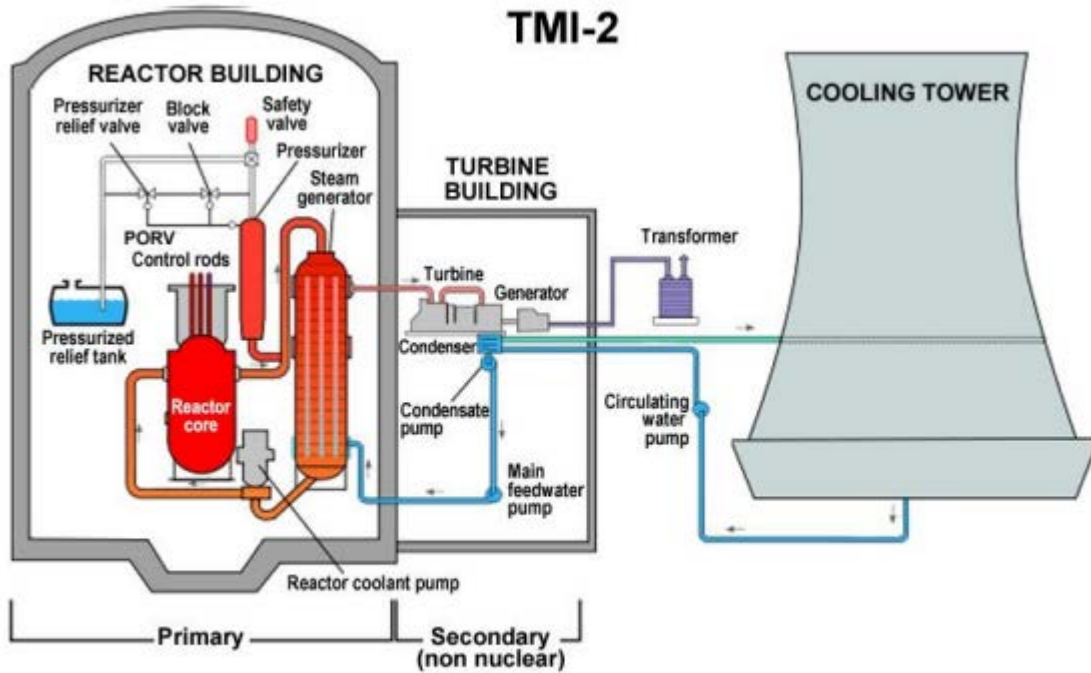 TMI-2
REACTOR BUILDING
Pressurizer
relief valve
Block
valve
Safety
valve
Pressurizer
Steam
generator
PORV
Control rods
Pressurized
relief tank
Reactor
core
Reactor coolant pump
TURBINE
BUILDING
Turbine
Generator
Condenser
Condensate
pump
Main
feedwater
pump
Transformer
Circulating
water
pump
COOLING TOWER
Primary
Secondary
(non nuclear)